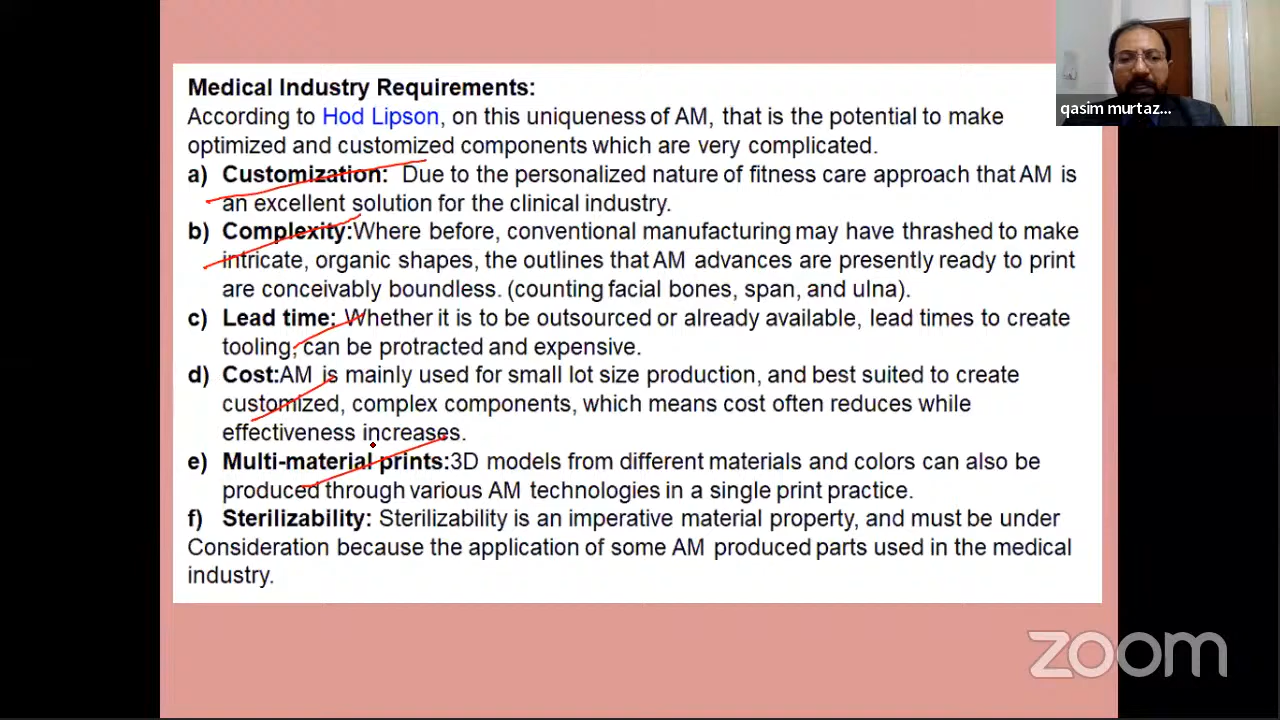 Medical Industry Requirements:
According to Hod Lipson, on this uniqueness of AM, that is the potential to make
optimized and customized components which are very complicated.
a) Customization: Due to the personalized nature of fitness care approach that AM is
an excellent solution for the clinical industry.
b) Complexity:Where before, conventional manufacturing may have thrashed to make
intricate, organic shapes, the outlines that AM advances are presently ready to print
are conceivably boundless. (counting facial bones, span, and ulna).
c) Lead time: Whether it is to be outsourced or already available, lead times to create
tooling, can be protracted and expensive.
d) Cost:AM is mainly used for small lot size production, and best suited to create
customized, complex components, which means cost often reduces while
effectiveness increases.
e) Multi-material prints:3D models from different materials and colors can also be
produced through various AM technologies in a single print practice.
f) Sterilizability: Sterilizability is an imperative material property, and must be under
Consideration because the application of some AM produced parts used in the medical
industry.
qasim murtaz...
zoom